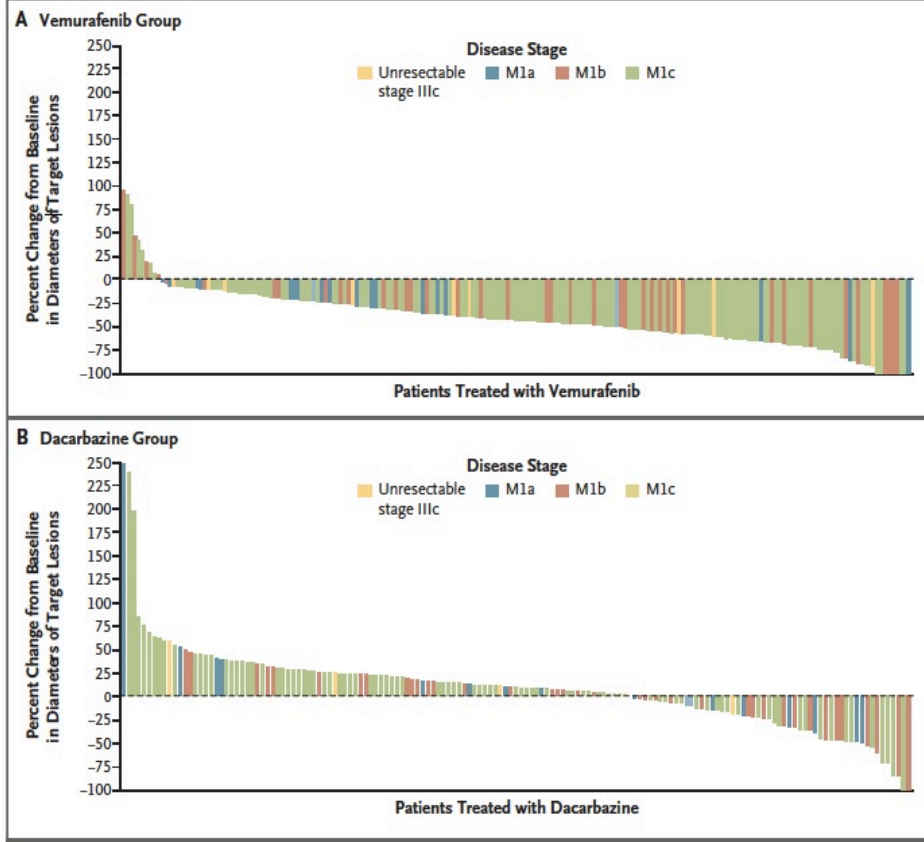 A Vemurafenib Group
Percent Change from Baseline
in Diameters of Target Lesions
250
225
200
175
150
125
100
75
50
25
0
−25
−50
−75
−100
Disease Stage
Unresectable
stage IIIc
M1a
M1b
M1c
Patients Treated with Vemurafenib
B Dacarbazine Group
Percent Change from Baseline
in Diameters of Target Lesions
250
225
200
175
150
125
100
75
50
25
0
−25
−50
−75
−100
Disease Stage
Unresectable
stage IIIc
M1a
M1b
M1c
Patients Treated with Dacarbazine